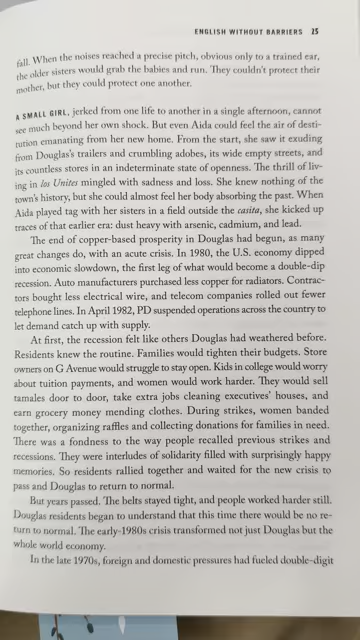 ENGLISH WITHOUT BARRIERS 25
fall. When the noises reached a precise pitch, obvious only to a trained ear,
the older sisters would grab the babies and run. They couldn't protect their
mother, but they could protect one another.
A SMALL GIRL, jerked from one life to another in a single afternoon, cannot
see much beyond her own shock. But even Aida could feel the air of desti-
tution emanating from her new home. From the start, she saw it exuding
from Douglas's trailers and crumbling adobes, its wide empty streets, and
its countless stores in an indeterminate state of openness. The thrill of liv-
ing in los Unites mingled with sadness and loss. She knew nothing of the
town's history, but she could almost feel her body absorbing the past. When
Aida played tag with her sisters in a field outside the casita, she kicked up
traces of that earlier era: dust heavy with arsenic, cadmium, and lead.
The end of copper-based prosperity in Douglas had begun, as many
great changes do, with an acute crisis. In 1980, the U.S. economy dipped
into economic slowdown, the first leg of what would become a double-dip
recession. Auto manufacturers purchased less copper for radiators. Contrac-
tors bought less electrical wire, and telecom companies rolled out fewer
telephone lines. In April 1982, PD suspended operations across the country to
let demand catch up with supply.
At first, the recession felt like others Douglas had weathered before.
Residents knew the routine. Families would tighten their budgets. Store
owners on G Avenue would struggle to stay open. Kids in college would worry
about tuition payments, and women would work harder. They would sell
tamales door to door, take extra jobs cleaning executives' houses, and
earn grocery money mending clothes. During strikes, women banded
together, organizing raffles and collecting donations for families in need.
There was a fondness to the way people recalled previous strikes and
recessions. They were interludes of solidarity filled with surprisingly happy
memories. So residents rallied together and waited for the new crisis to
pass and Douglas to return to normal.
But years passed. The belts stayed tight, and people worked harder still.
Douglas residents began to understand that this time there would be no re-
turn to normal. The early-1980s crisis transformed not just Douglas but the
whole world economy.
In the late 1970s, foreign and domestic pressures had fueled double-digit